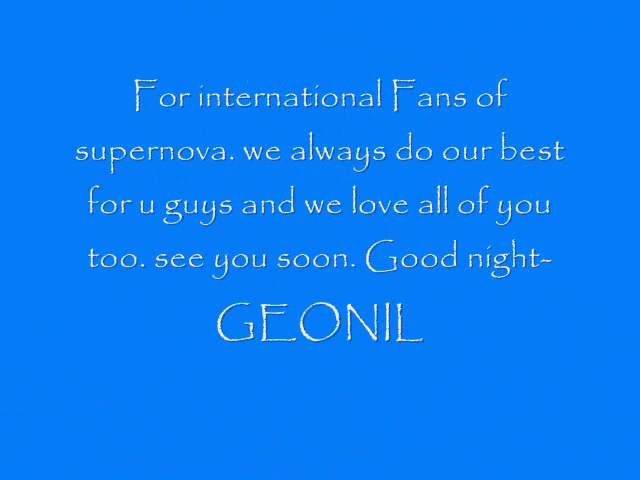 For international Fans of
supernova. we always do our best
for u guys and we love all of you
too. see you soon. Good night-
GEONIL